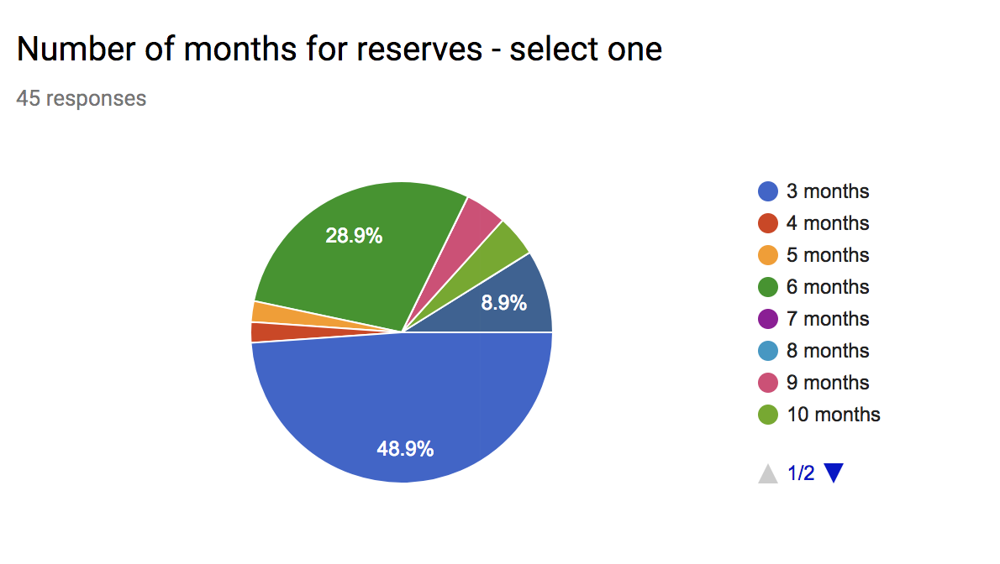 Number of months for reserves - select one
45 responses
28.9%
8.9%
48.9%
3 months
4 months
5 months
6 months
7 months
8 months
9 months
10 months
1/2